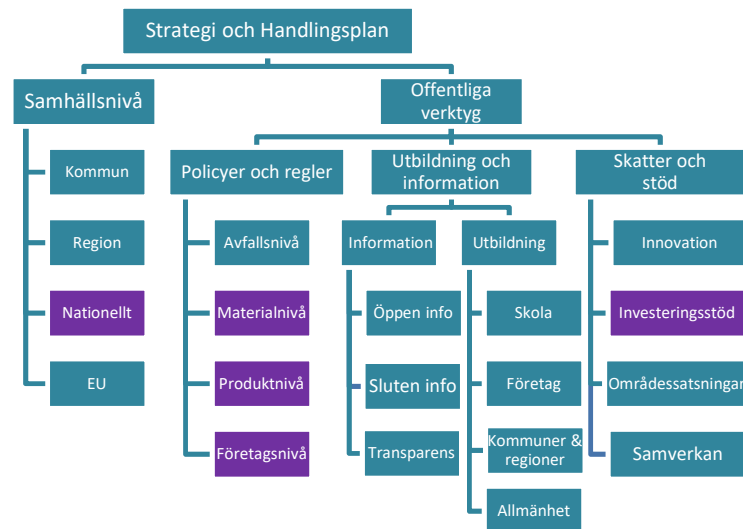 Strategi och Handlingsplan
Samhällsnivå
Offentliga
verktyg
Kommun
Region
Nationellt
EU
Policyer och regler
Utbildning och
information
Skatter och
stöd
Avfallsnivå
Materialnivå
Produktnivå
Företagsnivå
Information
Utbildning
Öppen info
Sluten info
Transparens
Skola
Företag
Kommuner &
regioner
Allmänhet
Innovation
Investeringsstöd
Områdessatsningar
Samverkan